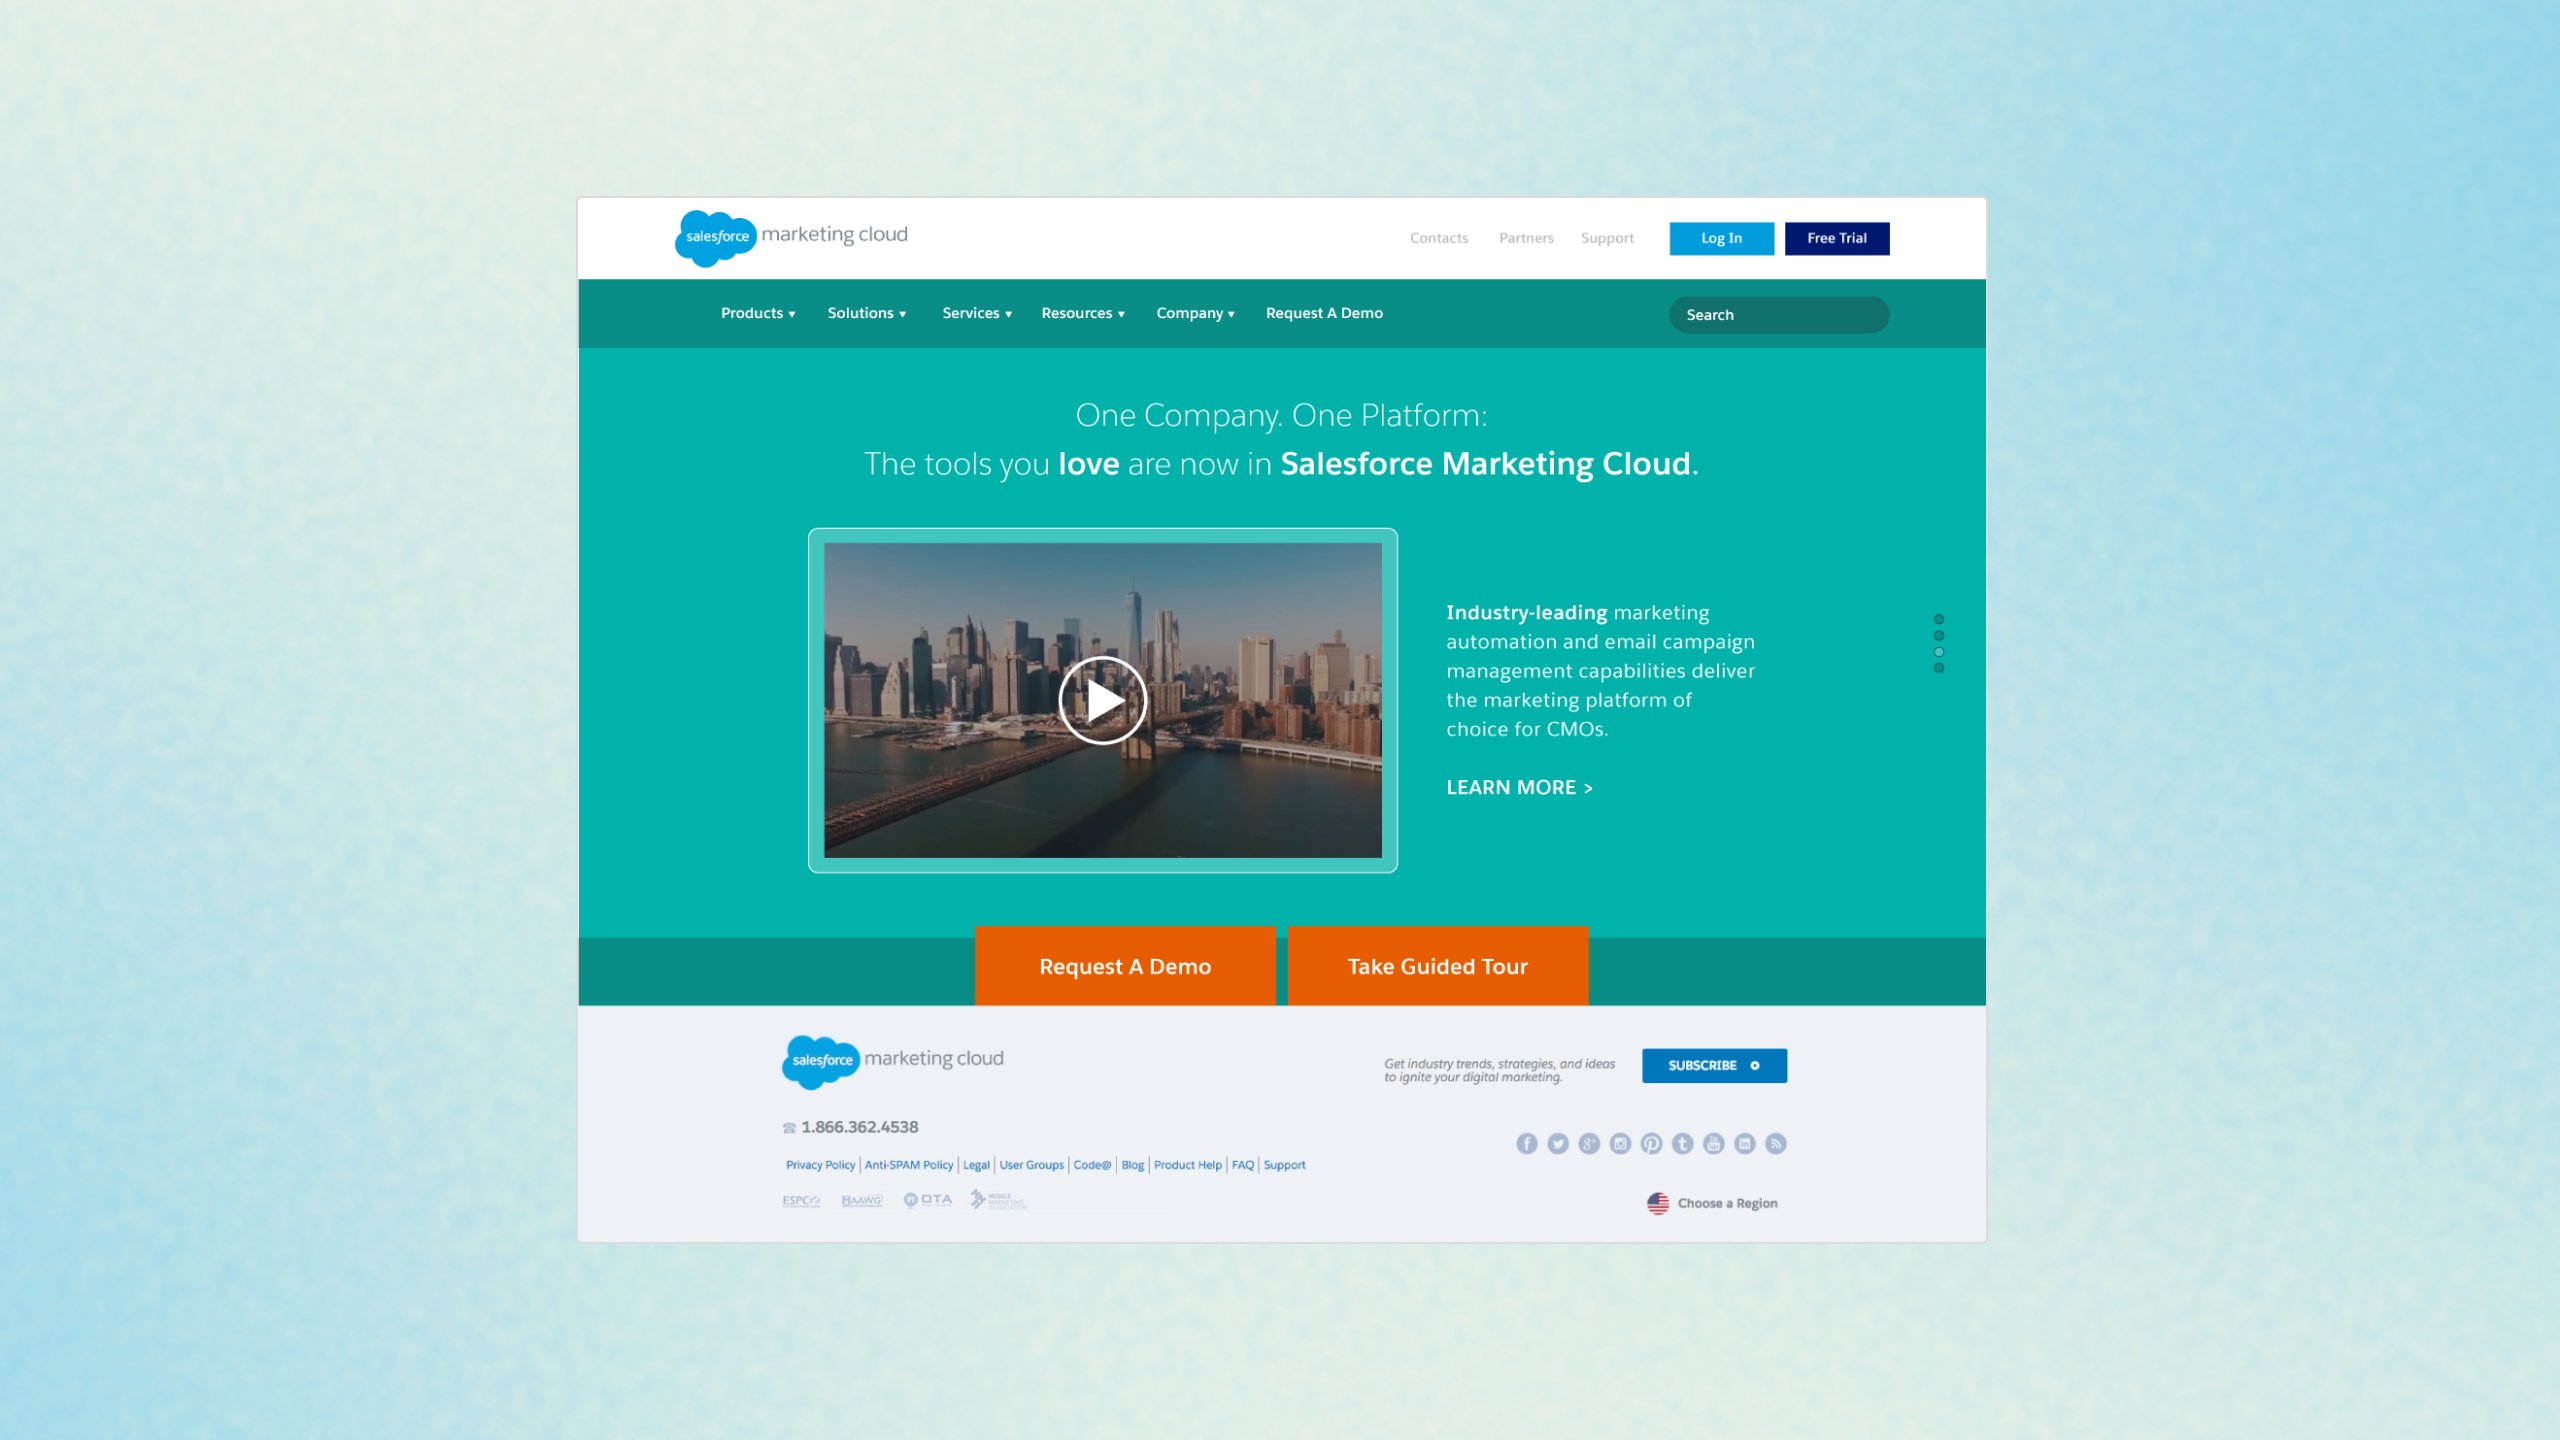 salesforce marketing cloud
Contacts Partners Support Log In Free Trial
Products Solutions Services Resources Company Request A Demo Search
One Company. One Platform:
The tools you love are now in Salesforce Marketing Cloud.
Industry-leading marketing
automation and email campaign
management capabilities deliver
the marketing platform of
choice for CMOs.
LEARN MORE >
Request A Demo Take Guided Tour
salesforce marketing cloud
Get industry trends, strategies, and ideas
to ignite your digital marketing.
SUBSCRIBE
1.866.362.4538
Privacy Policy | Anti-SPAM Policy | Legal | User Groups | Code@ | Blog | Product Help | FAQ | Support
ESPC MAAWG OTA MOBILE
MARKETING
ASSOCIATION
Choose a Region